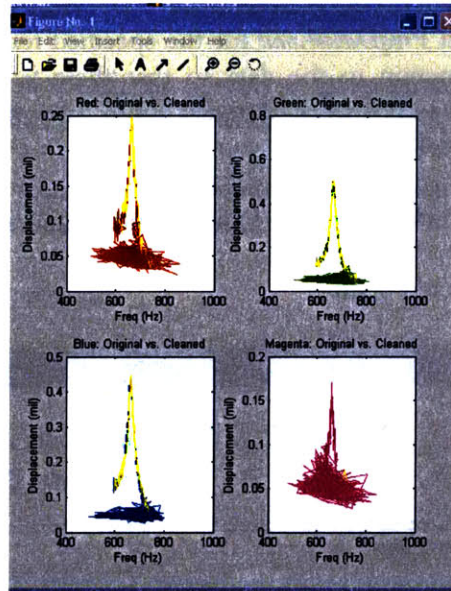 Figure No. 1
File Edit View Insert Tools Window Help
Red: Original vs. Cleaned
0.25
0.2
0.15
0.1
0.05
0
Displacement (mil)
400 600 800 1000
Freq (Hz)
Green: Original vs. Cleaned
0.8
0.6
0.4
0.2
0
Displacement (mil)
400 600 800 1000
Freq (Hz)
Blue: Original vs. Cleaned
0.5
0.4
0.3
0.2
0.1
0
Displacement (mil)
400 600 800 1000
Freq (Hz)
Magenta: Original vs. Cleaned
0.2
0.15
0.1
0.05
0
Displacement (mil)
400 600 800 1000
Freq (Hz)